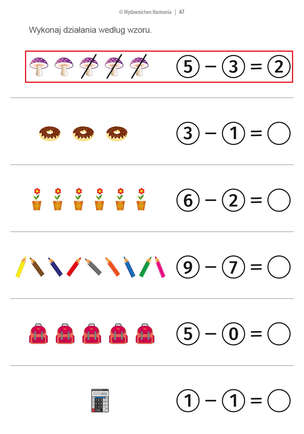 © Wydawnictwo Harmonia | 47
Wykonaj działania według wzoru.
5 − 3 = 2
3 − 1 =
6 − 2 =
9 − 7 =
5 − 0 =
1 − 1 =